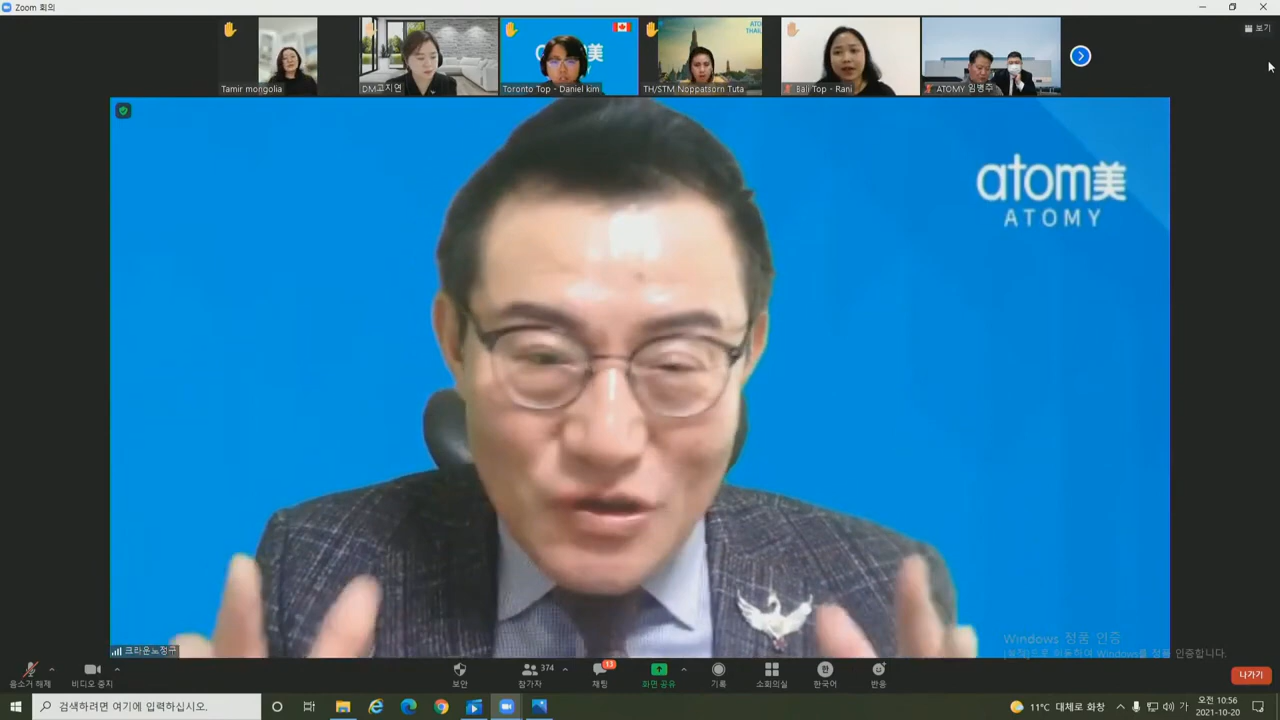 Zoom 회의
보기
Tamir mongolia
DM고지연
Toronto Top - Daniel kim
TH/STM Noppatsorn Tuta
Bali Top - Rani
ATOMY 임병주
atom美
ATOMY
크라운노정구
Windows 정품 인증
[설정]으로 이동하여 Windows를 정품 인증합니다.
374
13
음소거 해제
비디오 중지
보안
참가자
채팅
화면 공유
기록
소회의실
한국어
반응
나가기
검색하려면 여기에 입력하십시오.
11°C 대체로 화창
가
오전 10:56
2021-10-20